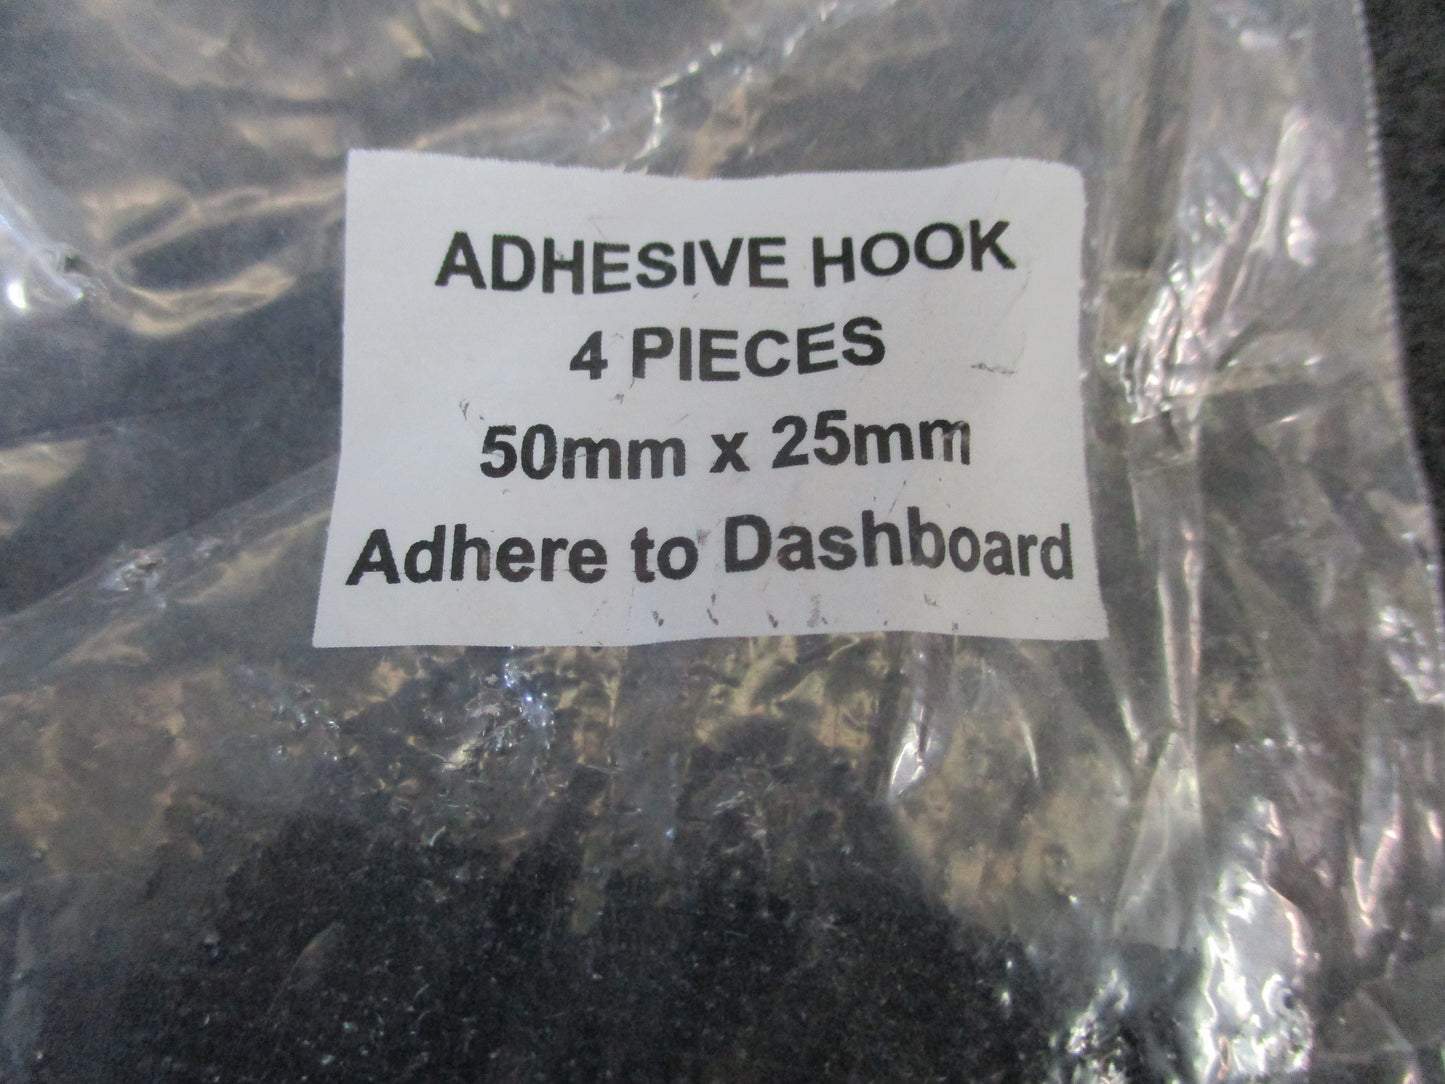 ADHESIVE HOOK
4 PIECES
50mm x 25mm
Adhere to Dashboard